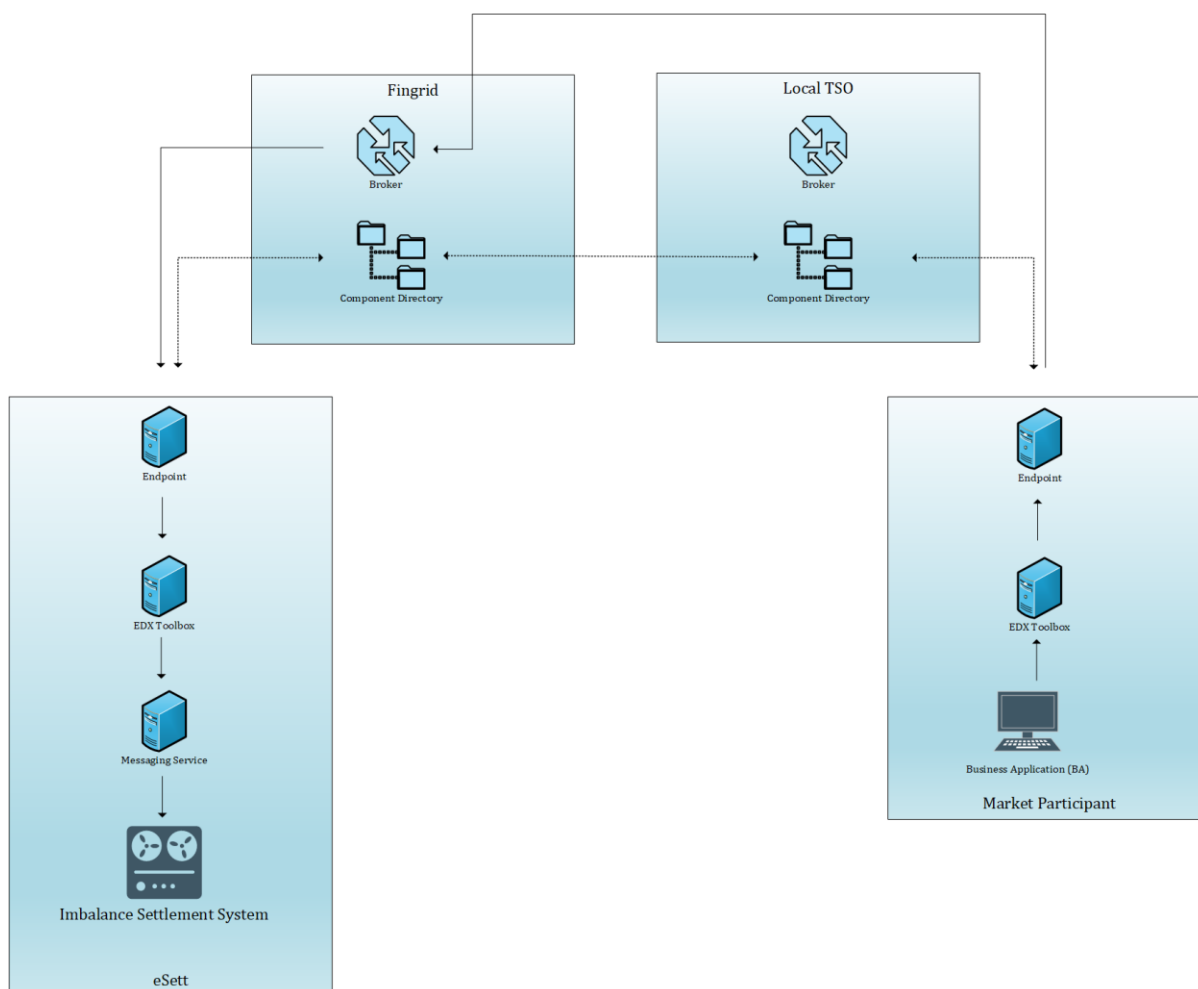 Fingrid
Local TSO
Broker
Broker
Component Directory
Component Directory
Endpoint
Endpoint
EDX Toolbox
EDX Toolbox
Messaging Service
Business Application (BA)
Market Participant
Imbalance Settlement System
eSett